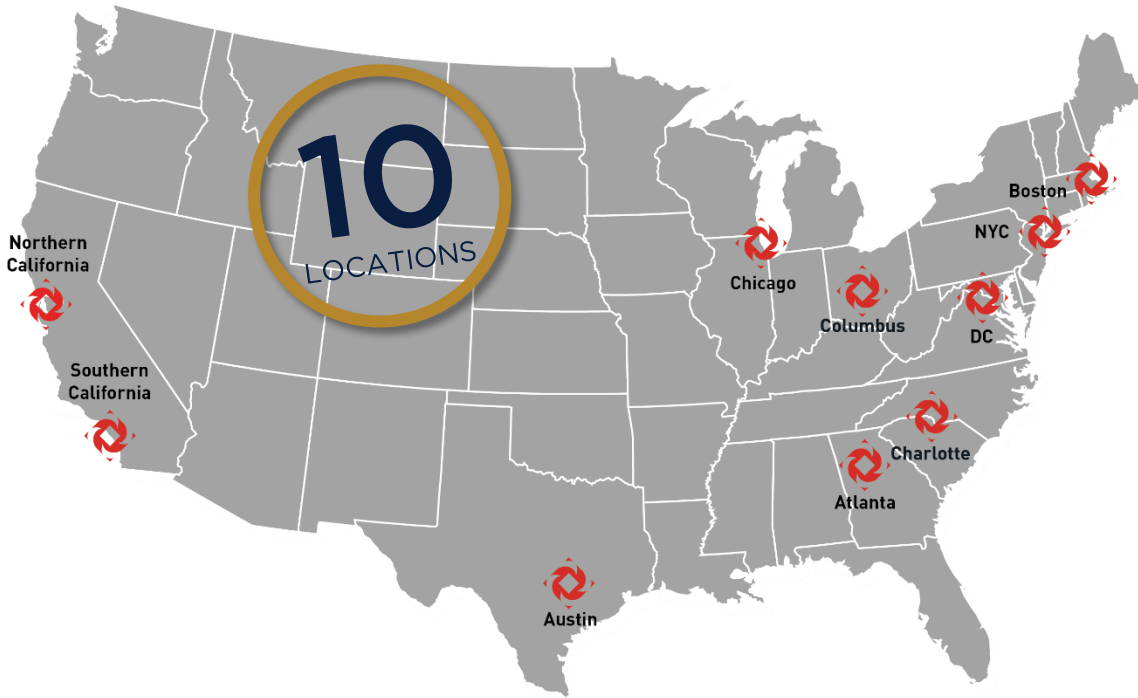 10
LOCATIONS
Boston
NYC
Northern
California
Chicago
Columbus
DC
Southern
California
Charlotte
Atlanta
Austin